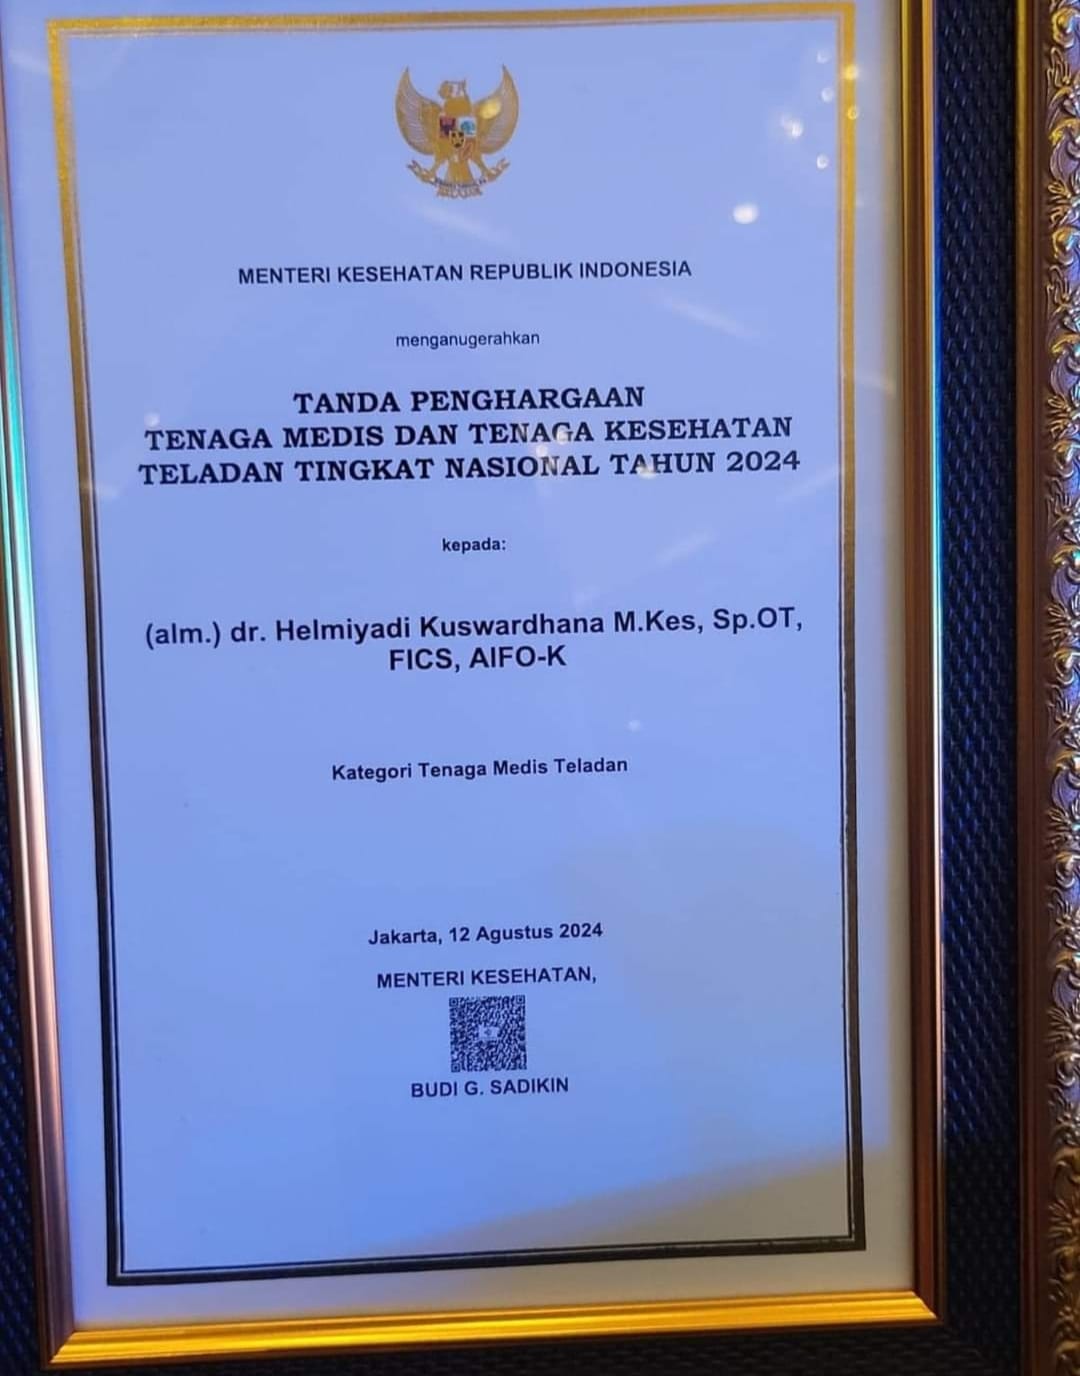 MENTERI KESEHATAN REPUBLIK INDONESIA
menganugerahkan
TANDA PENGHARGAAN
TENAGA MEDIS DAN TENAGA KESEHATAN
TELADAN TINGKAT NASIONAL TAHUN 2024
kepada:
(alm.) dr. Helmiyadi Kuswardhana M.Kes, Sp.OT,
FICS, AIFO-K
Kategori Tenaga Medis Teladan
Jakarta, 12 Agustus 2024
MENTERI KESEHATAN,
BUDI G. SADIKIN